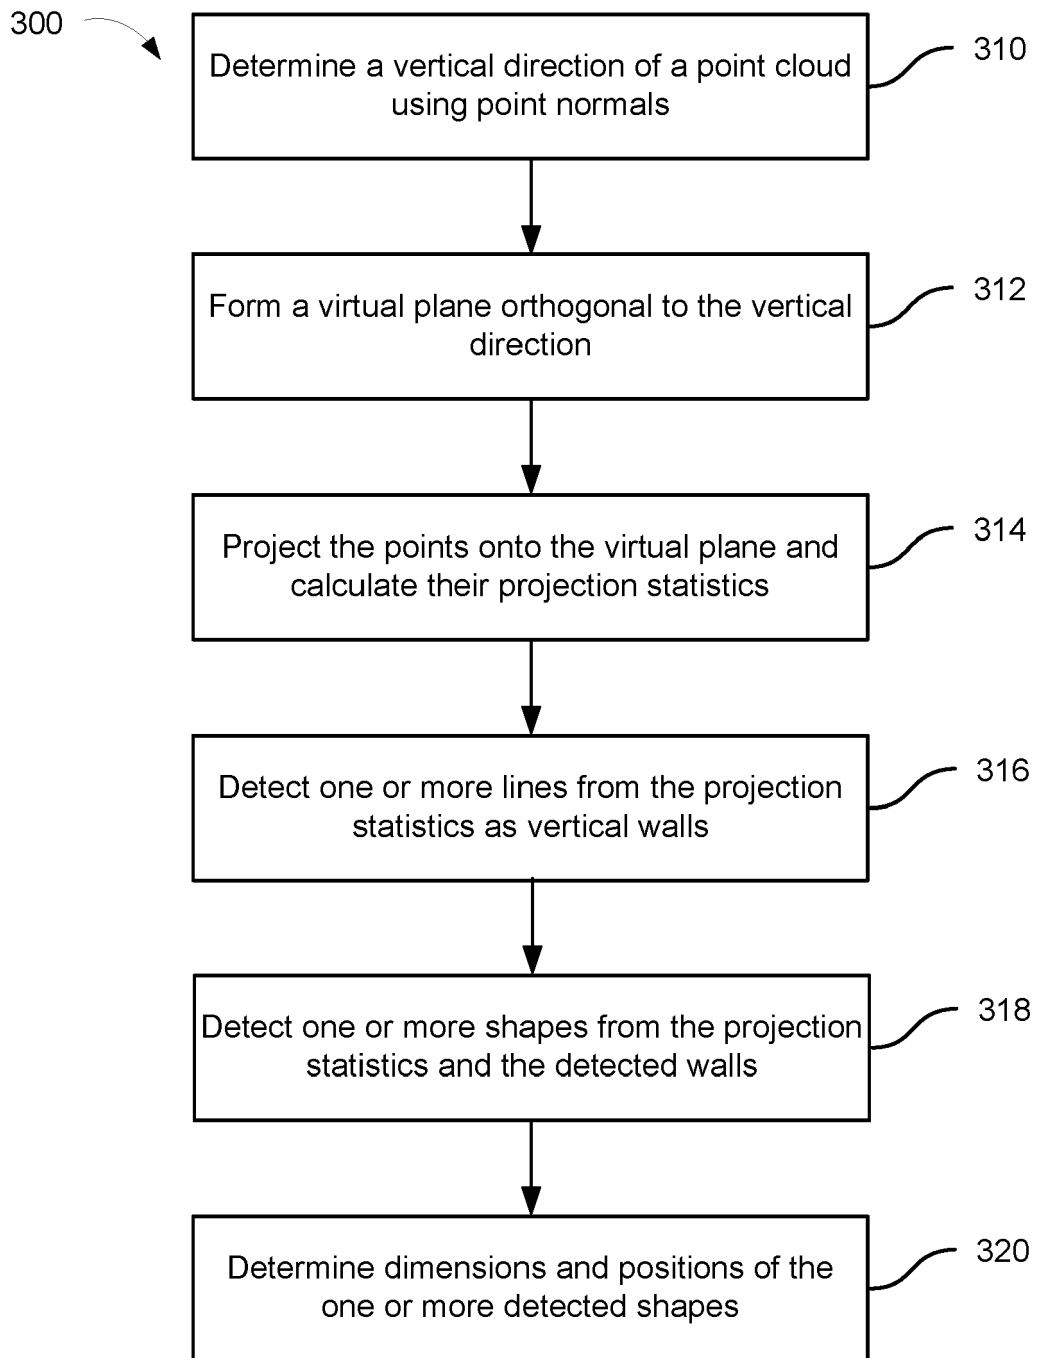 300
Determine a vertical direction of a point cloud
using point normals
310
Form a virtual plane orthogonal to the vertical
direction
312
Project the points onto the virtual plane and
calculate their projection statistics
314
Detect one or more lines from the projection
statistics as vertical walls
316
Detect one or more shapes from the projection
statistics and the detected walls
318
Determine dimensions and positions of the
one or more detected shapes
320